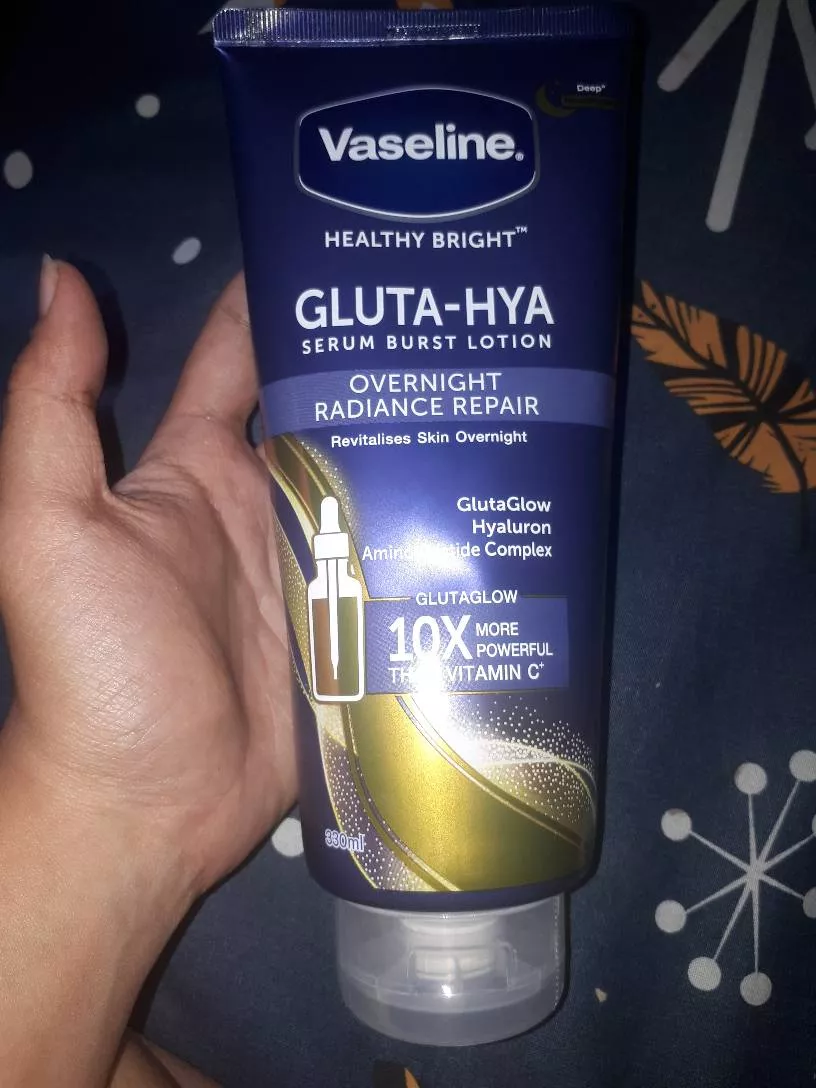 Deep*
Vaseline®
HEALTHY BRIGHT™
GLUTA-HYA
SERUM BURST LOTION
OVERNIGHT
RADIANCE REPAIR
Revitalises Skin Overnight
GlutaGlow
Hyaluron
Complex
GLUTAGLOW
10X MORE
POWERFUL
VITAMIN C+
330ml